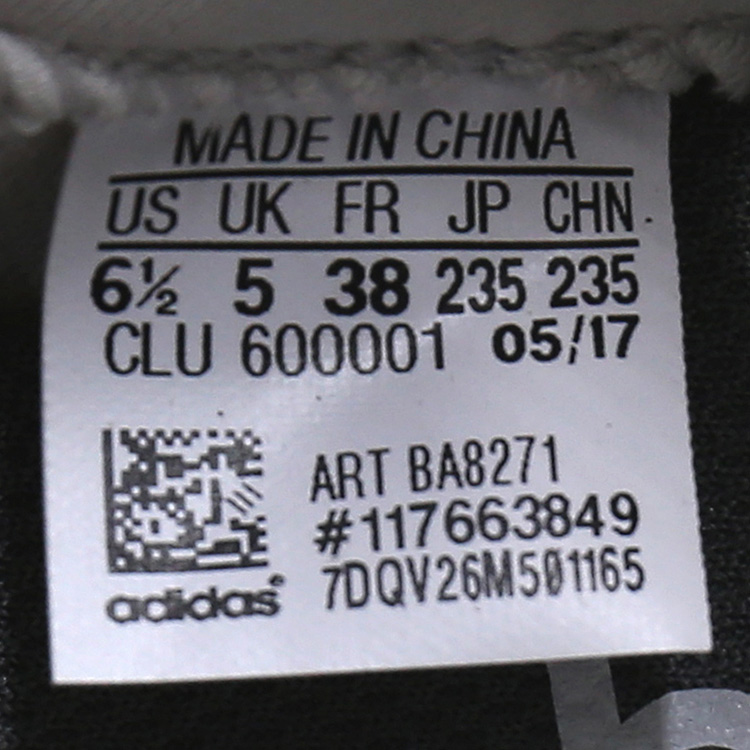 MADE IN CHINA
US UK FR JP CHN
6½ 5 38 235 235
CLU 600001 05/17
ART BA8271
#117663849
7DQV26M501165
adidas